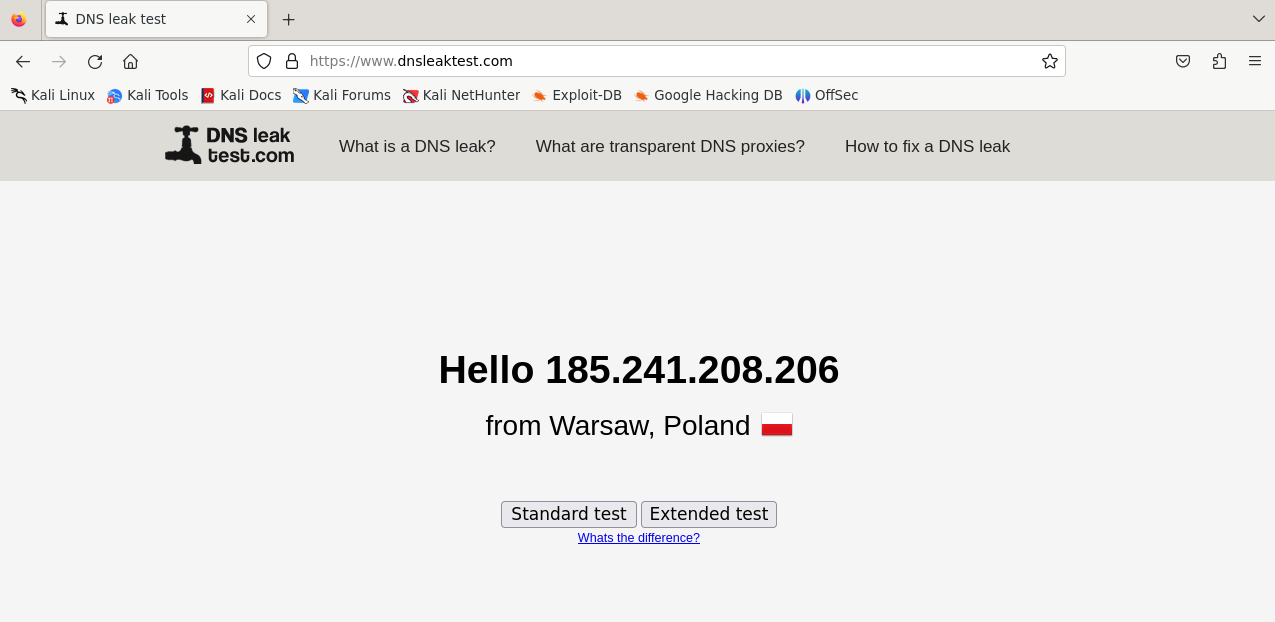 DNS leak test
https://www.dnsleaktest.com
Kali Linux Kali Tools Kali Docs Kali Forums Kali NetHunter Exploit-DB Google Hacking DB OffSec
DNS leak
test.com
What is a DNS leak? What are transparent DNS proxies? How to fix a DNS leak
Hello 185.241.208.206
from Warsaw, Poland
Standard test Extended test
Whats the difference?